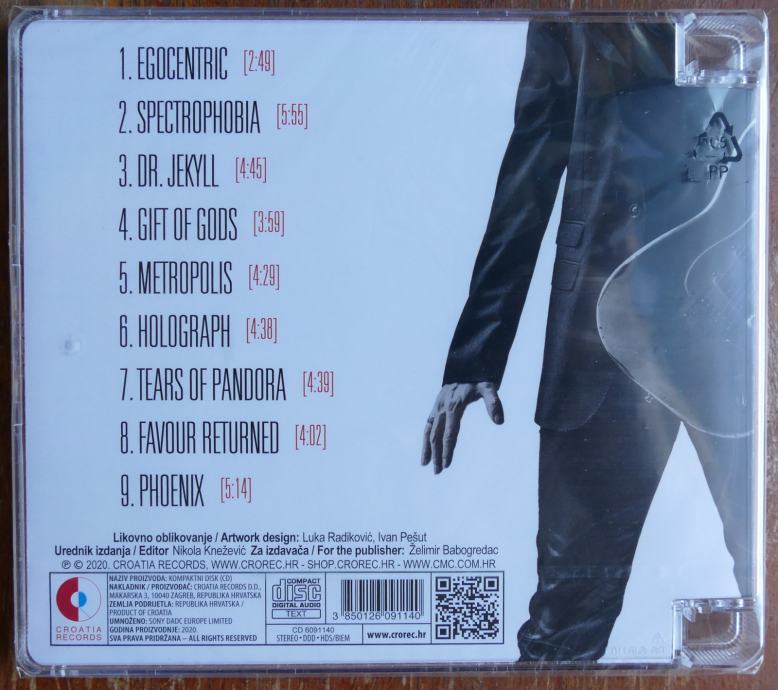 1. EGOCENTRIC [2:49]
2. SPECTROPHOBIA [5:55]
3. DR. JEKYLL [4:45]
4. GIFT OF GODS [3:59]
5. METROPOLIS [4:29]
6. HOLOGRAPH [4:38]
7. TEARS OF PANDORA [4:39]
8. FAVOUR RETURNED [4:02]
9. PHOENIX [5:14]
Likovno oblikovanje / Artwork design: Luka Radiković, Ivan Pešut
Urednik izdanja / Editor Nikola Knežević Za izdavača / For the publisher: Želimir Babogredac
℗ © 2020. CROATIA RECORDS, WWW.CROREC.HR - SHOP.CROREC.HR - WWW.CMC.COM.HR
CROATIA
RECORDS
NAZIV PROIZVODA: KOMPAKTNI DISK (CD)
NAKLADNIK / PROIZVOĐAČ: CROATIA RECORDS D.D.,
MAKARSKA 3, 10040 ZAGREB, REPUBLIKA HRVATSKA
ZEMLJA PODRIJETLA: REPUBLIKA HRVATSKA /
PRODUCT OF CROATIA
UMNOŽENO: SONY DADC EUROPE LIMITED
GODINA PROIZVODNJE: 2020.
SVA PRAVA PRIDRŽANA – ALL RIGHTS RESERVED
COMPACT
disc
DIGITAL AUDIO
TEXT
CD 6091140
STEREO • DDD • HDS/BIEM
3 850126 091140
www.crorec.hr
PP